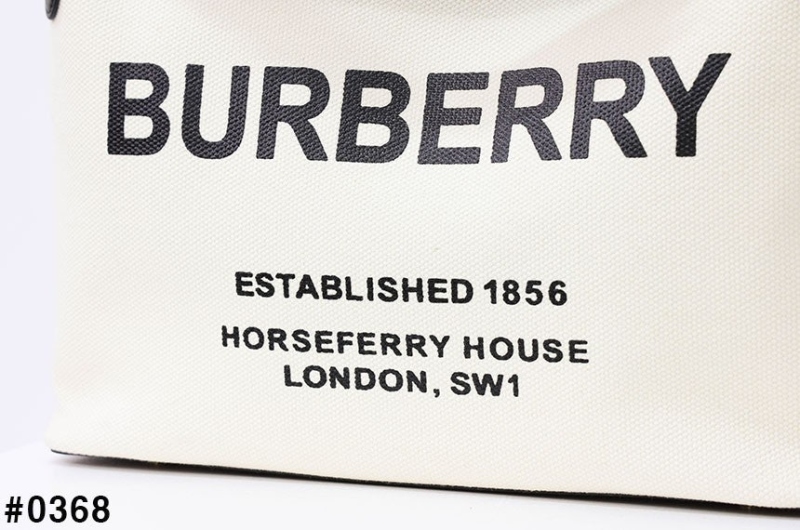 BURBERRY
ESTABLISHED 1856
HORSEFERRY HOUSE
LONDON, SW1
#0368